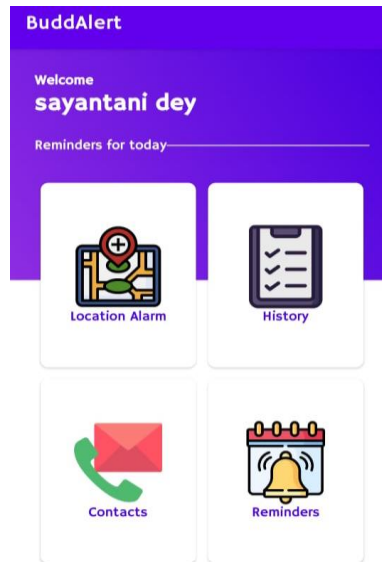 BuddAlert
Welcome
sayantani dey
Reminders for today
Location Alarm
History
Contacts
Reminders